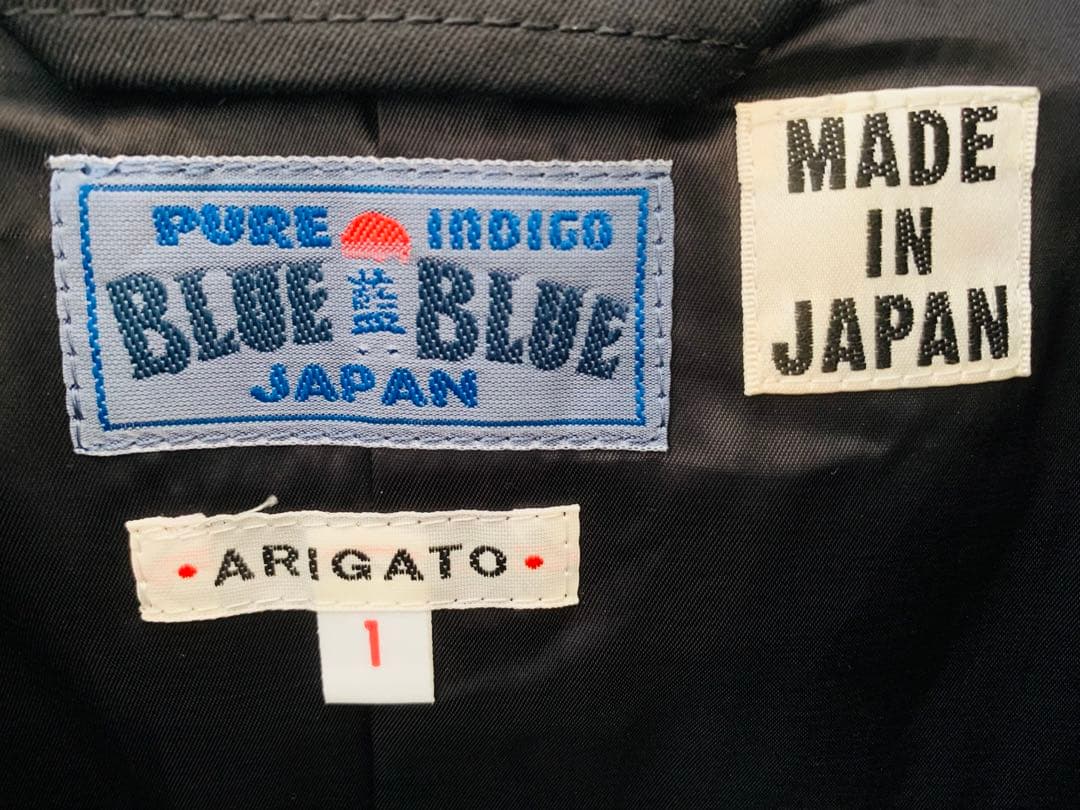 PURE INDIGO
BLUE 藍 BLUE
JAPAN
MADE
IN
JAPAN
• ARIGATO •
1